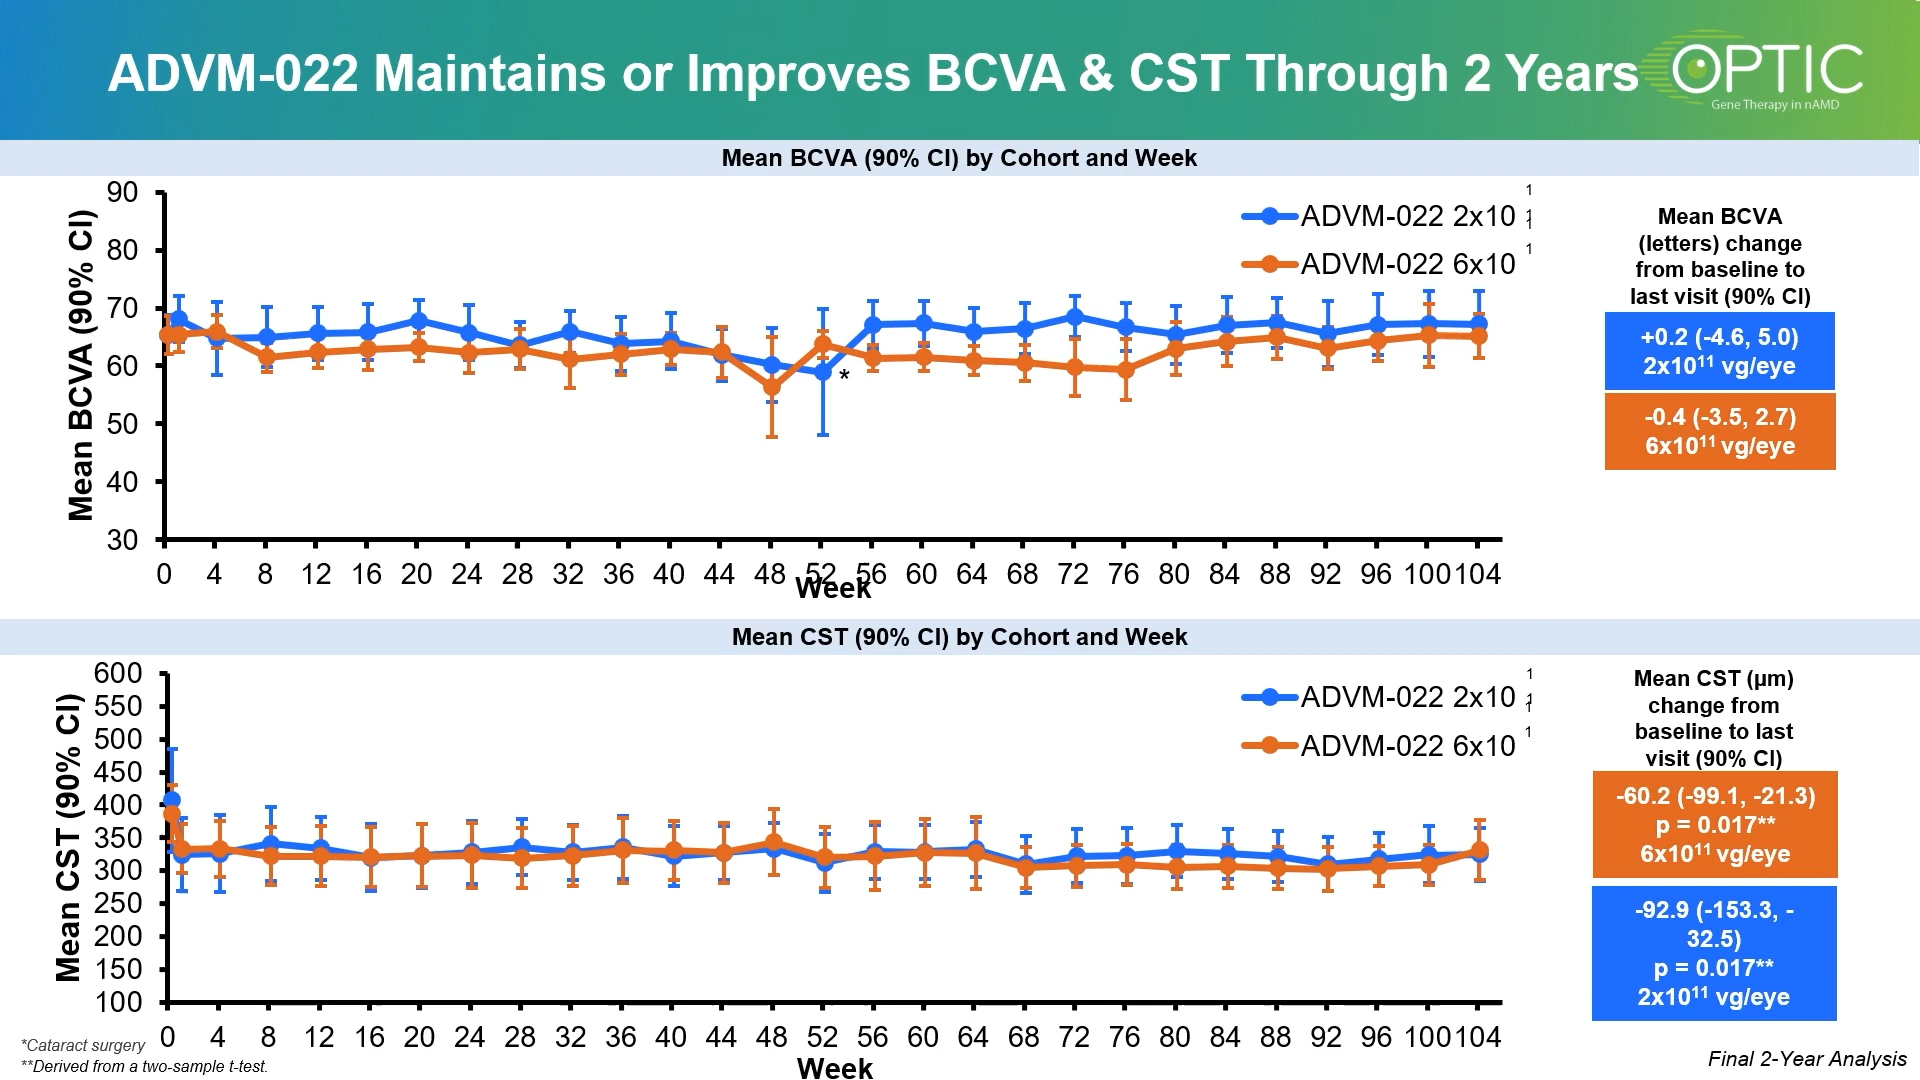 ADVM-022 Maintains or Improves BCVA & CST Through 2 Years
OPTIC
Gene Therapy in nAMD
Mean BCVA (90% CI) by Cohort and Week
Mean BCVA (90% CI)
90
80
70
60
50
40
30
ADVM-022 2x10 11
ADVM-022 6x10 11
*
0 4 8 12 16 20 24 28 32 36 40 44 48 52 56 60 64 68 72 76 80 84 88 92 96 100 104
Week
Mean BCVA
(letters) change
from baseline to
last visit (90% CI)
+0.2 (-4.6, 5.0)
2x10¹¹ vg/eye
-0.4 (-3.5, 2.7)
6x10¹¹ vg/eye
Mean CST (90% CI) by Cohort and Week
Mean CST (90% CI)
600
550
500
450
400
350
300
250
200
150
100
ADVM-022 2x10 11
ADVM-022 6x10 11
0 4 8 12 16 20 24 28 32 36 40 44 48 52 56 60 64 68 72 76 80 84 88 92 96 100 104
Week
Mean CST (µm)
change from
baseline to last
visit (90% CI)
-60.2 (-99.1, -21.3)
p = 0.017**
6x10¹¹ vg/eye
-92.9 (-153.3, -
32.5)
p = 0.017**
2x10¹¹ vg/eye
*Cataract surgery
**Derived from a two-sample t-test.
Final 2-Year Analysis